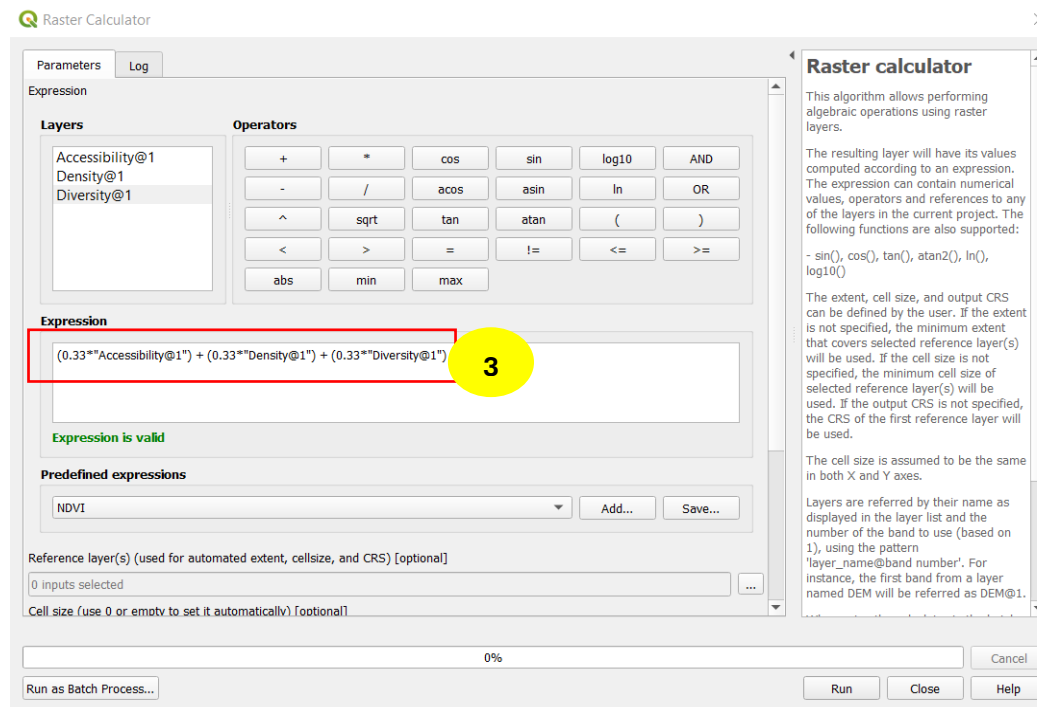 Raster Calculator
Parameters
Log
Expression
Layers
Operators
Accessibility@1
Density@1
Diversity@1
+ * cos sin log10 AND
- / acos asin ln OR
^ sqrt tan atan ( )
< > = != <= >=
abs min max
Expression
(0.33*"Accessibility@1") + (0.33*"Density@1") + (0.33*"Diversity@1")
3
Expression is valid
Predefined expressions
NDVI
Add...
Save...
Reference layer(s) (used for automated extent, cellsize, and CRS) [optional]
0 inputs selected
...
Cell size (use 0 or empty to set it automatically) [optional]
Raster calculator
This algorithm allows performing
algebraic operations using raster
layers.
The resulting layer will have its values
computed according to an expression.
The expression can contain numerical
values, operators and references to any
of the layers in the current project. The
following functions are also supported:
- sin(), cos(), tan(), atan2(), ln(),
log10()
The extent, cell size, and output CRS
can be defined by the user. If the extent
is not specified, the minimum extent
that covers selected reference layer(s)
will be used. If the cell size is not
specified, the minimum cell size of
selected reference layer(s) will be
used. If the output CRS is not specified,
the CRS of the first reference layer will
be used.
The cell size is assumed to be the same
in both X and Y axes.
Layers are referred by their name as
displayed in the layer list and the
number of the band to use (based on
1), using the pattern
'layer_name@band number'. For
instance, the first band from a layer
named DEM will be referred as DEM@1.
0%
Cancel
Run as Batch Process...
Run
Close
Help